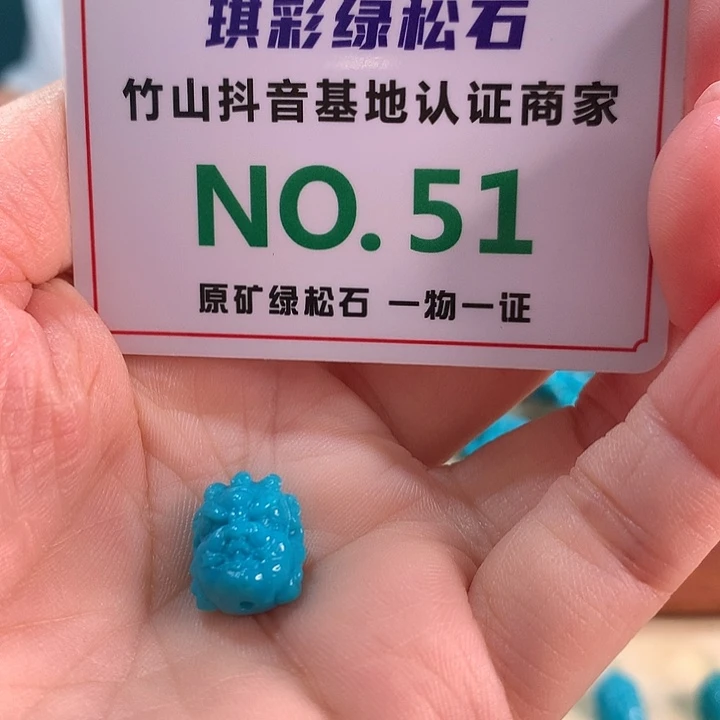 琪彩绿松石
竹山抖音基地认证商家
NO. 51
原矿绿松石 一物一证